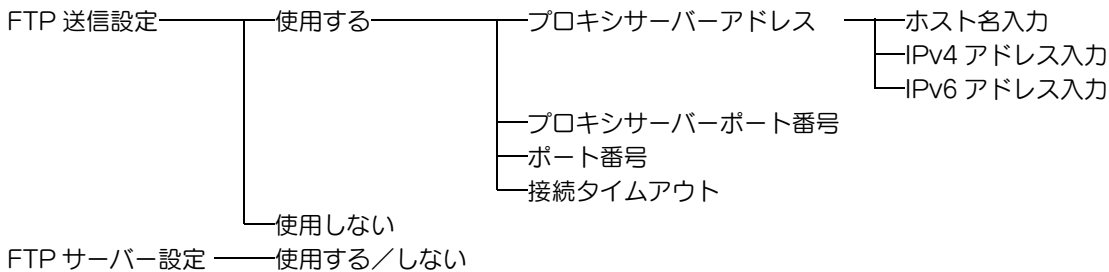 FTP 送信設定 使用する プロキシサーバーアドレス ホスト名入力
IPv4 アドレス入力
IPv6 アドレス入力
プロキシサーバーポート番号
ポート番号
接続タイムアウト
使用しない
FTP サーバー設定 使用する／しない